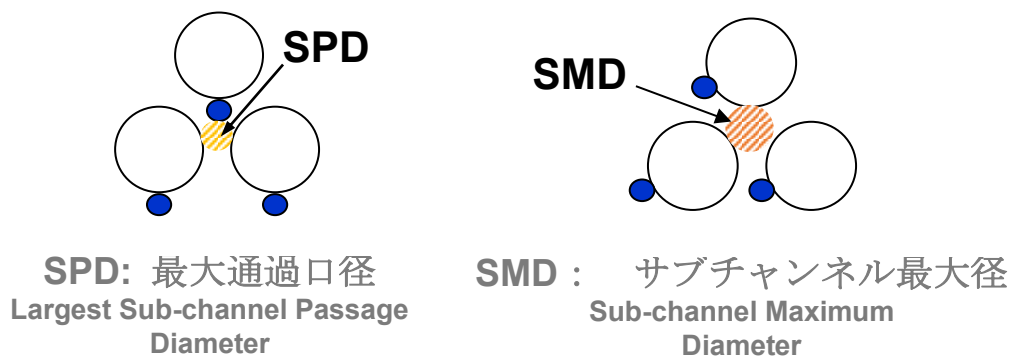 SPD
SMD
SPD: 最大通過口径
Largest Sub-channel Passage
Diameter
SMD： サブチャンネル最大径
Sub-channel Maximum
Diameter